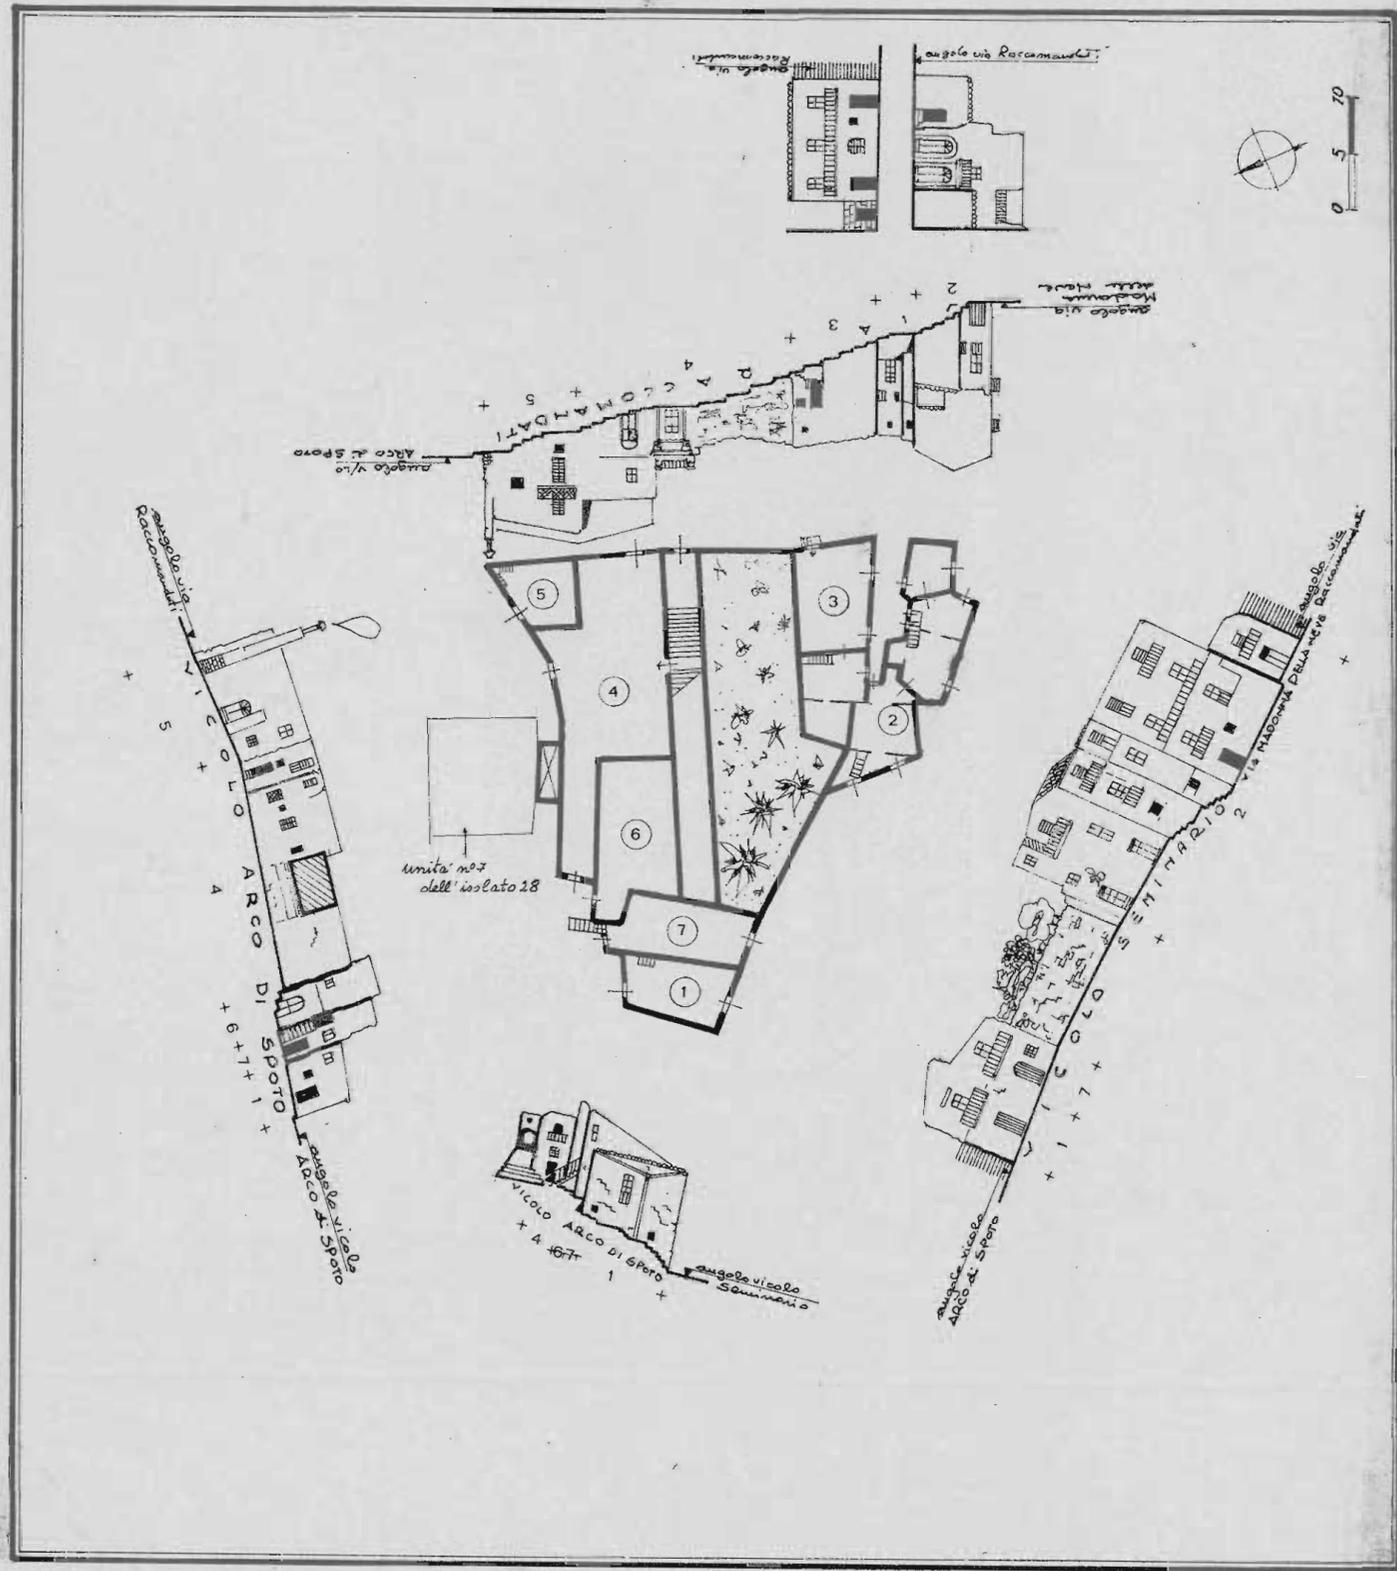 angolo via
Raccomandati
angolo via Raccomandati
10
5
0
angolo via
Madonna
della Neve
VIA RACCOMANDATI
2
3
4
5
angolo v/lo
ARCO di SPOTO
angolo via
Raccomandati
VICOLO ARCO DI SPOTO
5
4
6+7+1
angolo vicolo
ARCO di SPOTO
5
4
3
2
6
7
1
unità n°7
dell'isolato 28
angolo via
Raccomandati
VIA MADONNA DELLA NEVE
2
VICOLO SEMINARIO
1+7+
angolo vicolo
ARCO di SPOTO
VICOLO ARCO DI SPOTO
4
+6+7+
1
angolo vicolo
Seminario